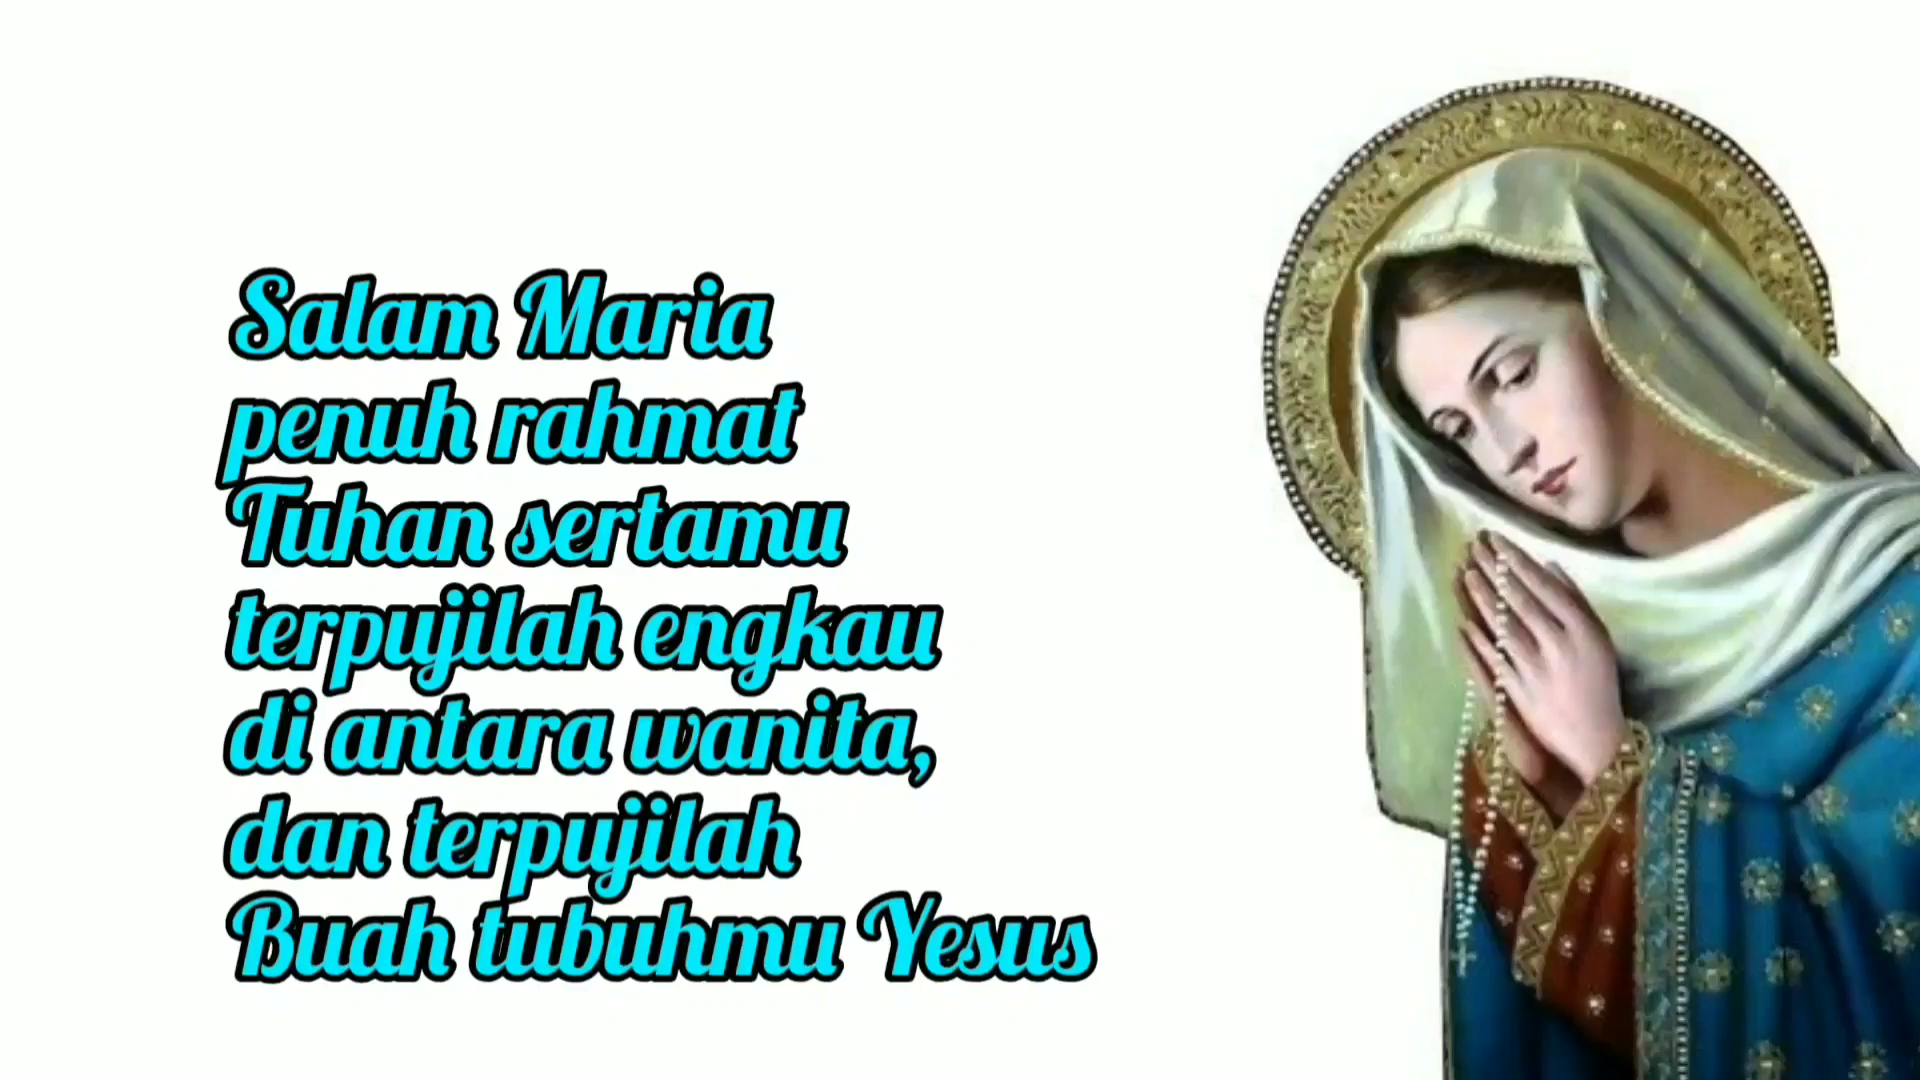 Salam Maria
penuh rahmat
Tuhan sertamu
terpujilah engkau
di antara wanita,
dan terpujilah
Buah tubuhmu Yesus